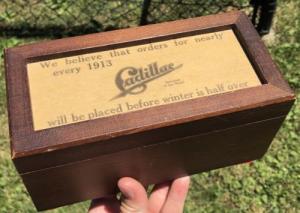 We believe that orders for nearly
every 1913
Cadillac
will be placed before winter is half over